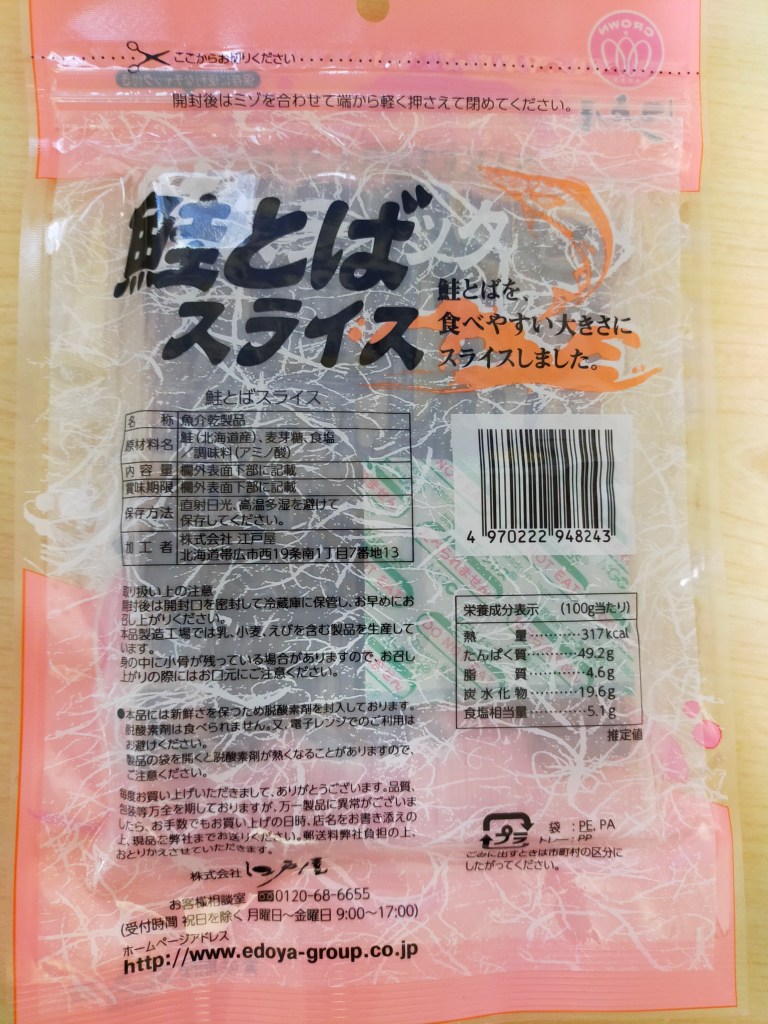 ここからお切りください
CROWN
開封後はミゾを合わせて端から軽く押さえて閉めてください。
鮭とば
スライス
鮭とばを、
食べやすい大きさに
スライスしました。
鮭とばスライス
名 称 魚介乾製品
原材料名 鮭(北海道産)、麦芽糖、食塩
/調味料(アミノ酸)
内容量 欄外表面下部に記載
賞味期限 欄外表面下部に記載
保存方法 直射日光、高温多湿を避けて
保存してください。
加工者 株式会社 江戸屋
北海道帯広市西19条南1丁目7番地13
4 970222 948243
取り扱い上の注意
開封後は開封口を密封して冷蔵庫に保管し、お早めにお
召し上がりください。
本品製造工場では乳、小麦、えびを含む製品を生産して
います。
身の中に小骨が残っている場合がありますので、お召し
上がりの際にはお口元にご注意ください。
栄養成分表示 (100g当たり)
熱 量…………317kcal
たんぱく質………49.2g
脂 質…………4.6g
炭水化物………19.6g
食塩相当量………5.1g
推定値
●本品には新鮮さを保つため脱酸素剤を封入しております。
脱酸素剤は食べられません。又、電子レンジでのご利用は
お避けください。
製品の袋を開くと脱酸素剤が熱くなることがありますので、
ご注意ください。
毎度お買い上げいただきまして、ありがとうございます。品質、
包装等万全を期しておりますが、万一製品に異常がございま
したら、お手数でもお買い上げの日時、店名をお書き添えの
上、現品を弊社までお送りください。郵送料弊社負担の上、
おとりかえさせていただきます。
プラ
袋 : PE, PA
トレー : PP
ごみに出すときは市町村の区分に
したがってください。
株式会社 江戸屋
お客様相談室 0120-68-6655
(受付時間 祝日を除く 月曜日～金曜日 9:00～17:00)
ホームページアドレス
http://www.edoya-group.co.jp